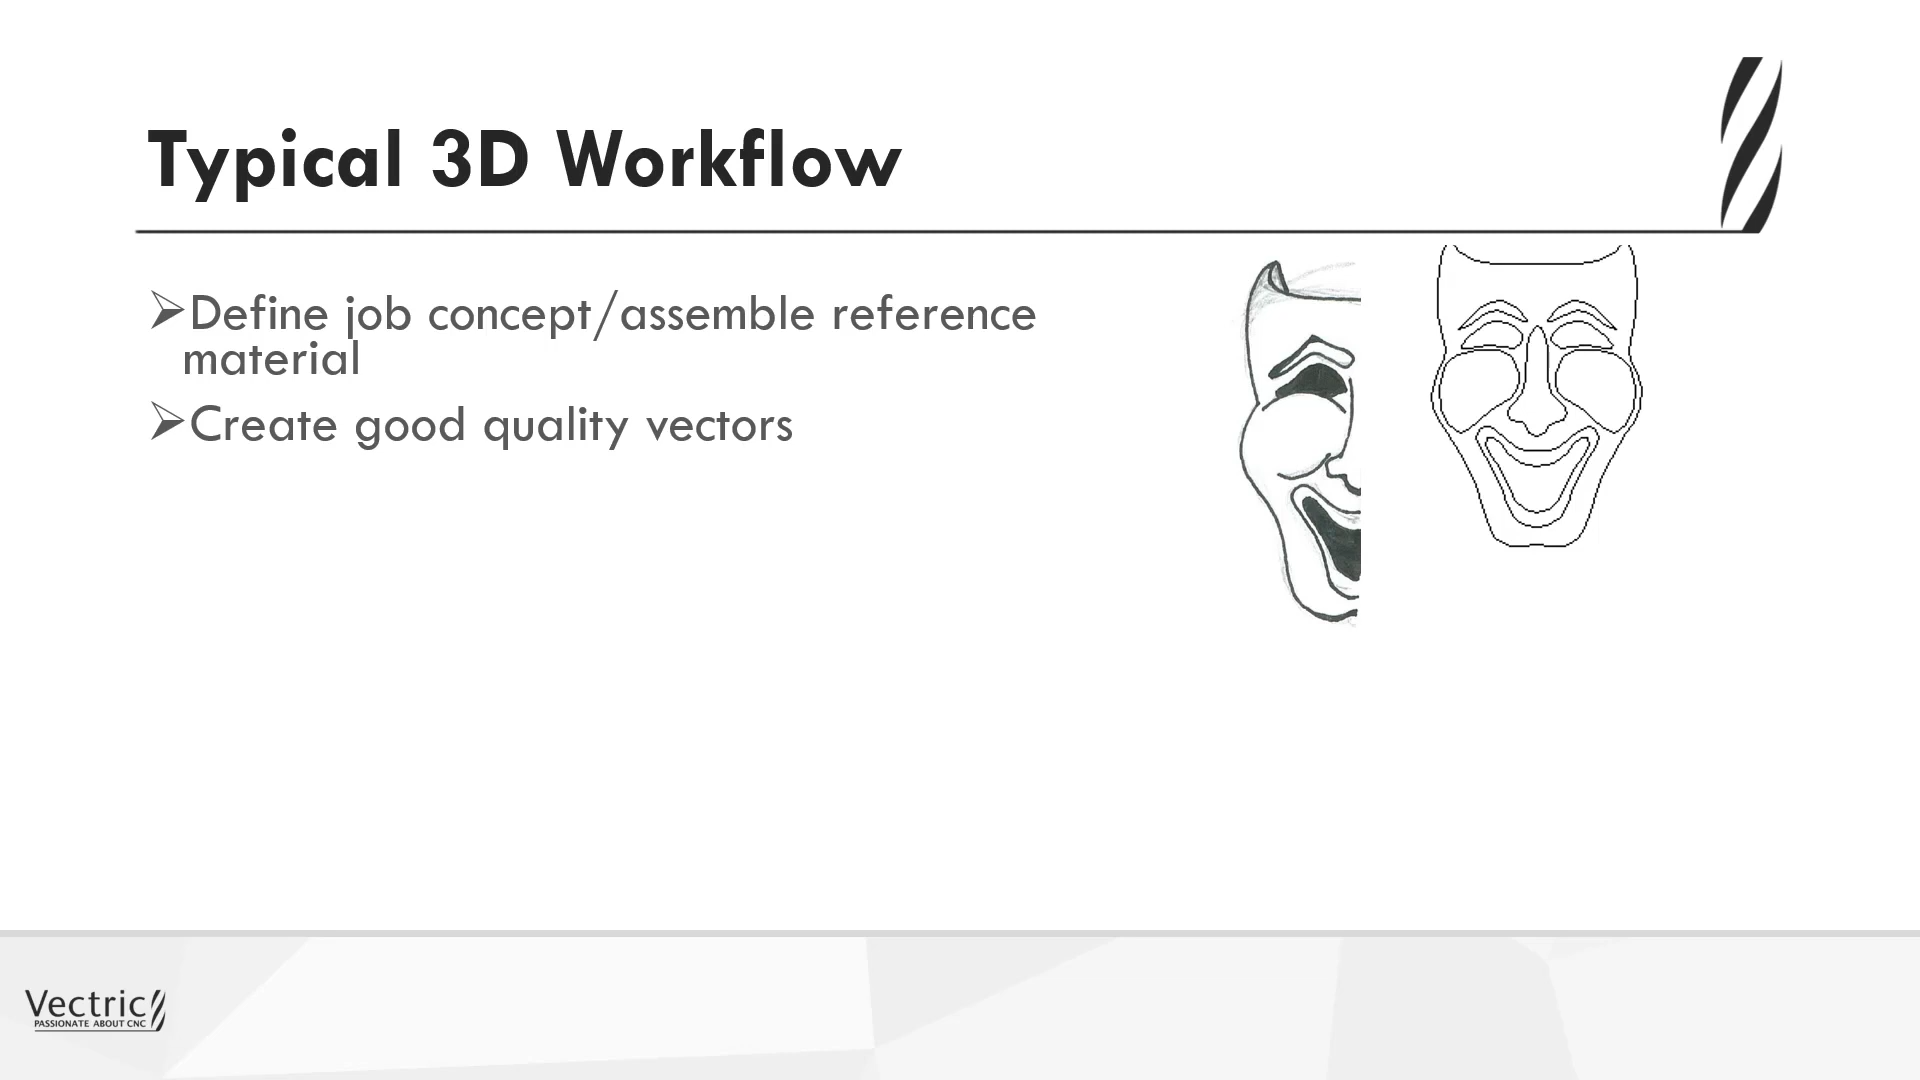 Typical 3D Workflow
➢Define job concept/assemble reference
material
➢Create good quality vectors
Vectric
PASSIONATE ABOUT CNC